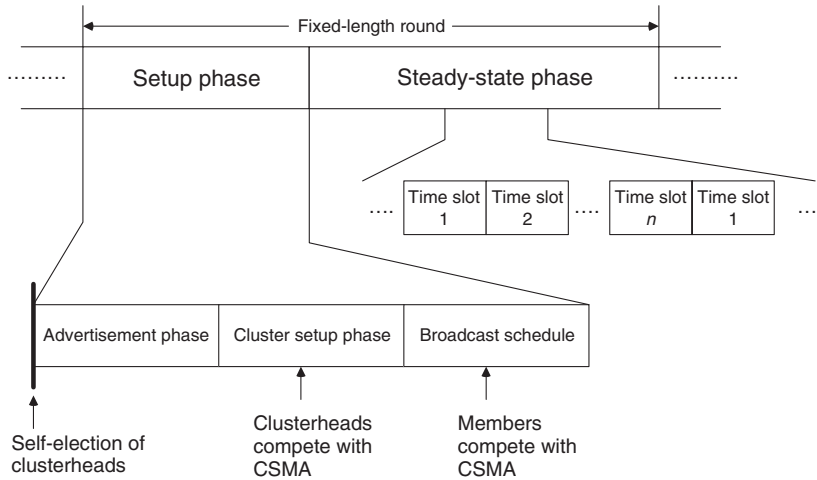 Fixed-length round
........ Setup phase Steady-state phase ........
.... Time slot 1 Time slot 2 .... Time slot n Time slot 1 ...
Advertisement phase Cluster setup phase Broadcast schedule
Self-election of
clusterheads
Clusterheads
compete with
CSMA
Members
compete with
CSMA